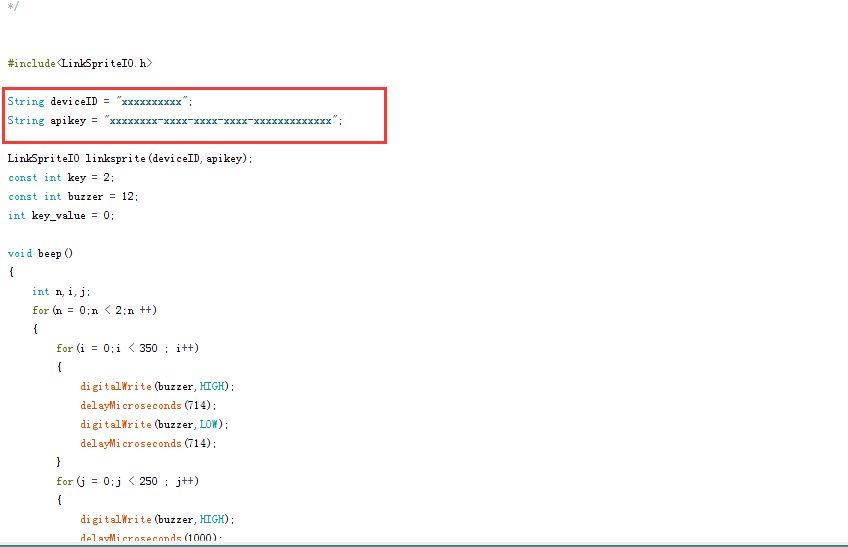 */
#include<LinkSpriteIO.h>
String deviceID = "xxxxxxxxxx";
String apikey = "xxxxxxxx-xxxx-xxxx-xxxx-xxxxxxxxxxxxx";
LinkSpriteIO linksprite(deviceID,apikey);
const int key = 2;
const int buzzer = 12;
int key_value = 0;
void beep()
{
int n,i,j;
for(n = 0;n < 2;n ++)
{
for(i = 0;i < 350 ; i++)
{
digitalWrite(buzzer,HIGH);
delayMicroseconds(714);
digitalWrite(buzzer,LOW);
delayMicroseconds(714);
}
for(j = 0;j < 250 ; j++)
{
digitalWrite(buzzer,HIGH);
delayMicroseconds(1000);